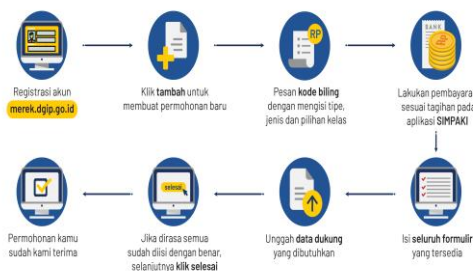 Registrasi akun
merek.dgip.go.id
Klik tambah untuk
membuat permohonan baru
RP
Pesan kode biling
dengan mengisi tipe,
jenis dan pilihan kelas
BANK
Lakukan pembayara
sesuai tagihan pada
aplikasi SIMPAKI
Isi seluruh formulir
yang tersedia
Unggah data dukung
yang dibutuhkan
selesai
Jika dirasa semua
sudah diisi dengan benar,
selanjutnya klik selesai
Permohonan kamu
sudah kami terima